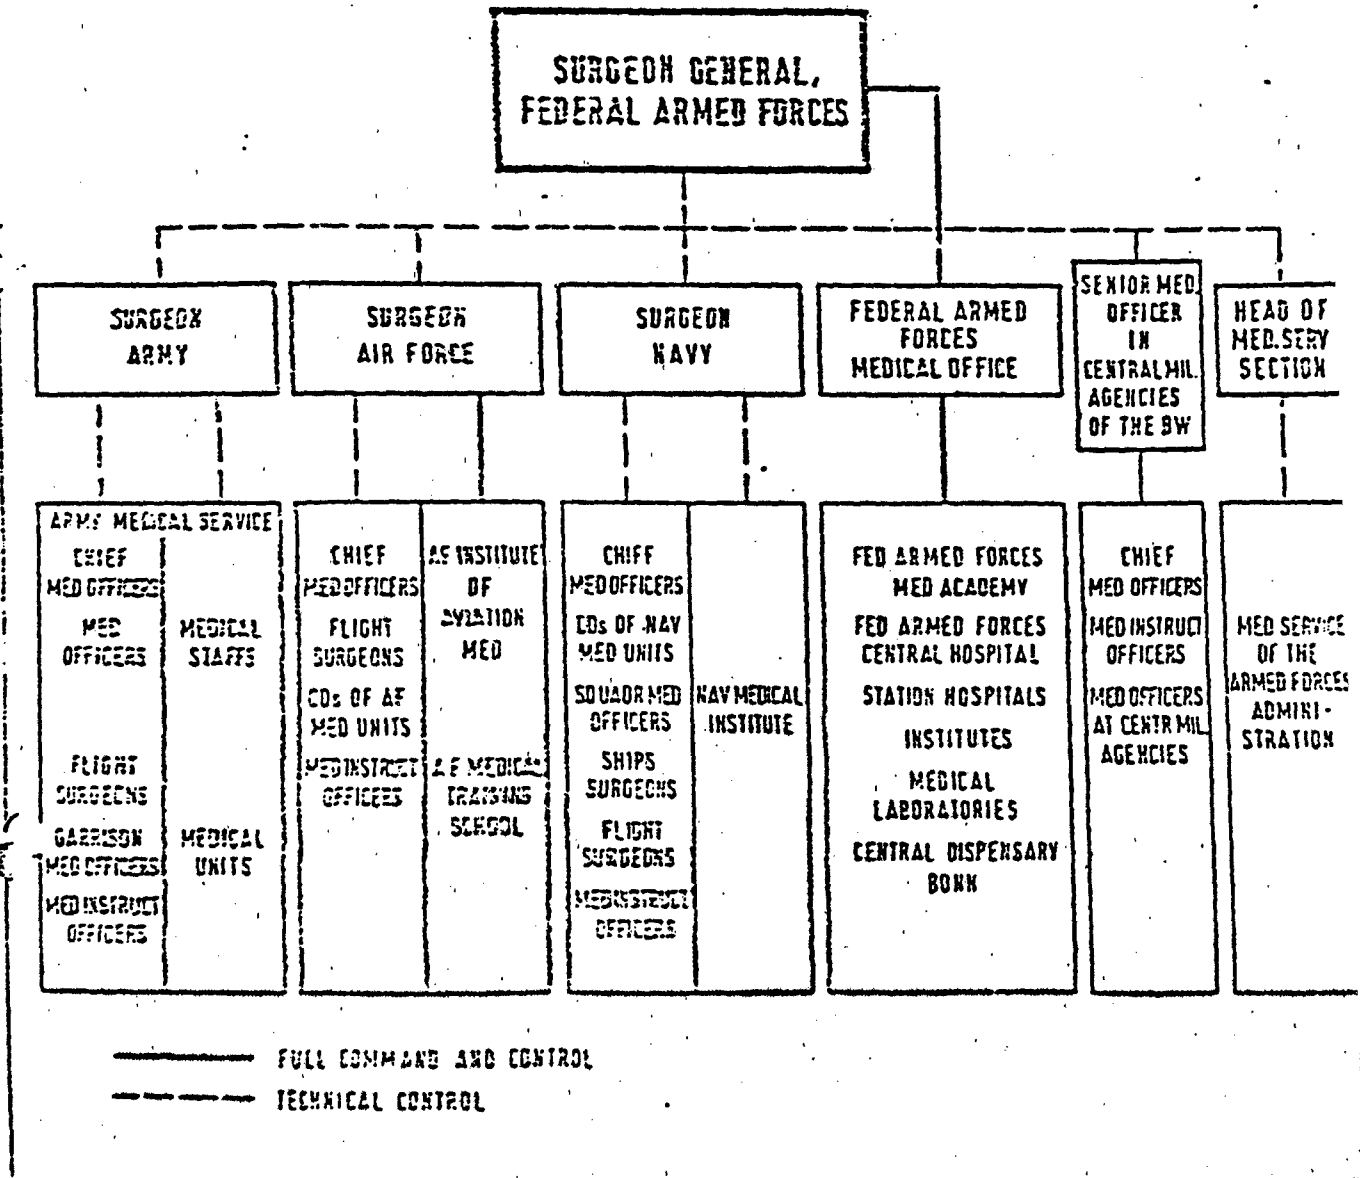 SURGEON GENERAL,
FEDERAL ARMED FORCES
SURGEON
ARMY
SURGEON
AIR FORCE
SURGEON
NAVY
FEDERAL ARMED
FORCES
MEDICAL OFFICE
SENIOR MED.
OFFICER
IN
CENTRAL MIL.
AGENCIES
OF THE BW
HEAD OF
MED. SERV
SECTION
ARMY MEDICAL SERVICE
CHIEF
MED OFFICERS
MED
OFFICERS
FLIGHT
SURGEONS
GARRISON
MED OFFICERS
MED INSTRUCT
OFFICERS
MEDICAL
STAFFS
MEDICAL
UNITS
CHIEF
MED OFFICERS
FLIGHT
SURGEONS
CDs OF AF
MED UNITS
MED INSTRUCT
OFFICERS
AF INSTITUTE
OF
AVIATION
MED
AF MEDICAL
TRAINING
SCHOOL
CHIEF
MED OFFICERS
CDs OF NAV
MED UNITS
SQUADR MED
OFFICERS
SHIPS
SURGEONS
FLIGHT
SURGEONS
MED INSTRUCT
OFFICERS
NAV MEDICAL
INSTITUTE
FED ARMED FORCES
MED ACADEMY
FED ARMED FORCES
CENTRAL HOSPITAL
STATION HOSPITALS
INSTITUTES
MEDICAL
LABORATORIES
CENTRAL DISPENSARY
BONN
CHIEF
MED OFFICERS
MED INSTRUCT
OFFICERS
MED OFFICERS
AT CENTR MIL
AGENCIES
MED SERVICE
OF THE
ARMED FORCES
ADMINI-
STRATION
FULL COMMAND AND CONTROL
TECHNICAL CONTROL